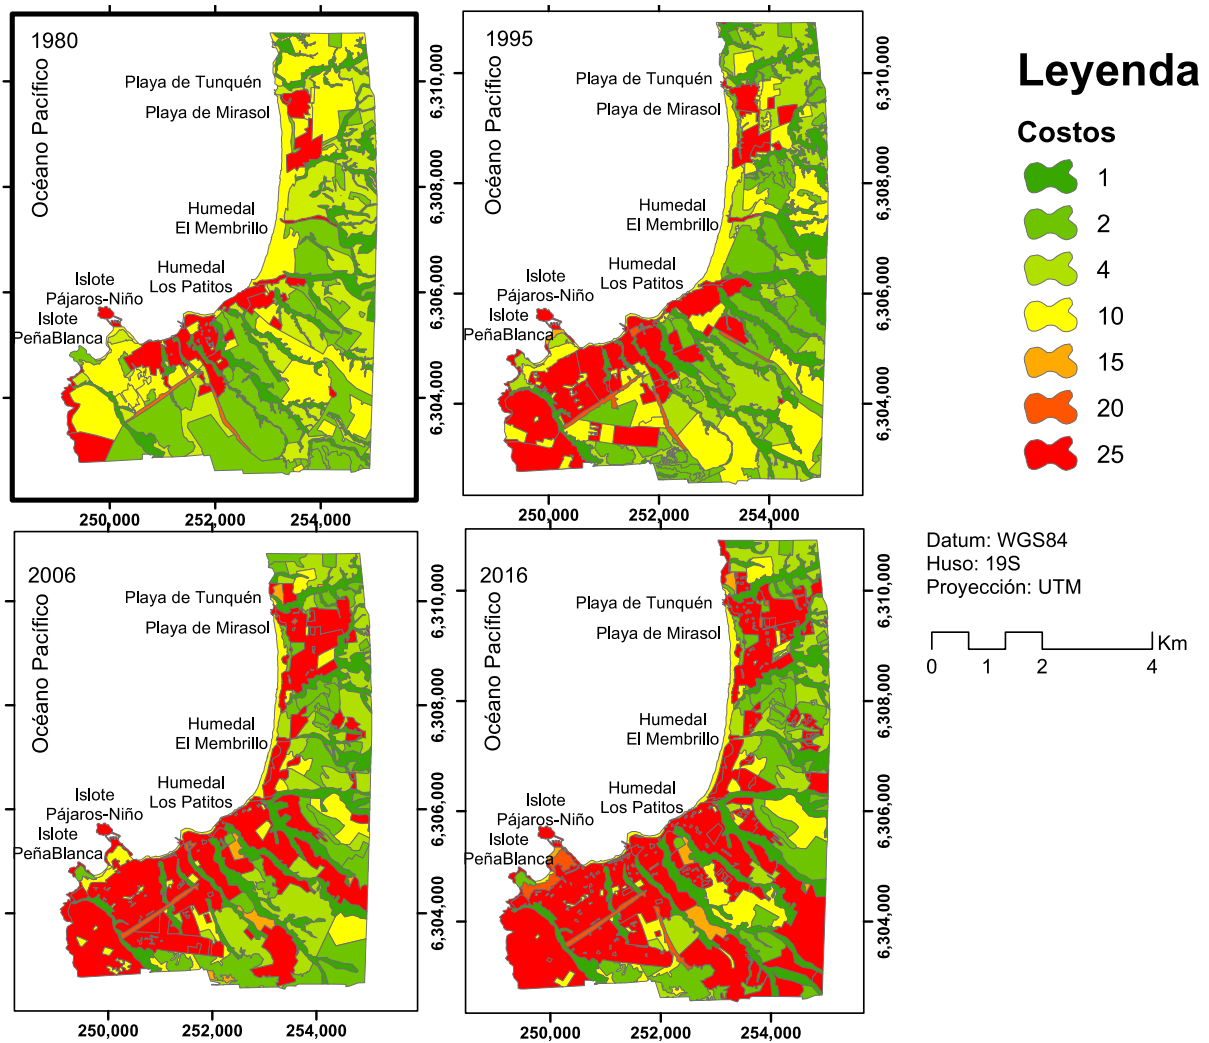 1980
Océano Pacífico
Playa de Tunquén
Playa de Mirasol
Humedal
El Membrillo
Humedal
Los Patitos
Islote
Pájaros-Niño
Islote
PeñaBlanca
6,310,000
6,308,000
6,306,000
6,304,000
250,000
252,000
254,000
1995
Océano Pacífico
Playa de Tunquén
Playa de Mirasol
Humedal
El Membrillo
Humedal
Los Patitos
Islote
Pájaros-Niño
Islote
PeñaBlanca
6,310,000
6,308,000
6,306,000
6,304,000
250,000
252,000
254,000
Leyenda
Costos
1
2
4
10
15
20
25
2006
Océano Pacífico
Playa de Tunquén
Playa de Mirasol
Humedal
El Membrillo
Humedal
Los Patitos
Islote
Pájaros-Niño
Islote
PeñaBlanca
6,310,000
6,308,000
6,306,000
6,304,000
250,000
252,000
254,000
2016
Océano Pacífico
Playa de Tunquén
Playa de Mirasol
Humedal
El Membrillo
Humedal
Los Patitos
Islote
Pájaros-Niño
Islote
PeñaBlanca
6,310,000
6,308,000
6,306,000
6,304,000
250,000
252,000
254,000
Datum: WGS84
Huso: 19S
Proyección: UTM
Km
0 1 2 4